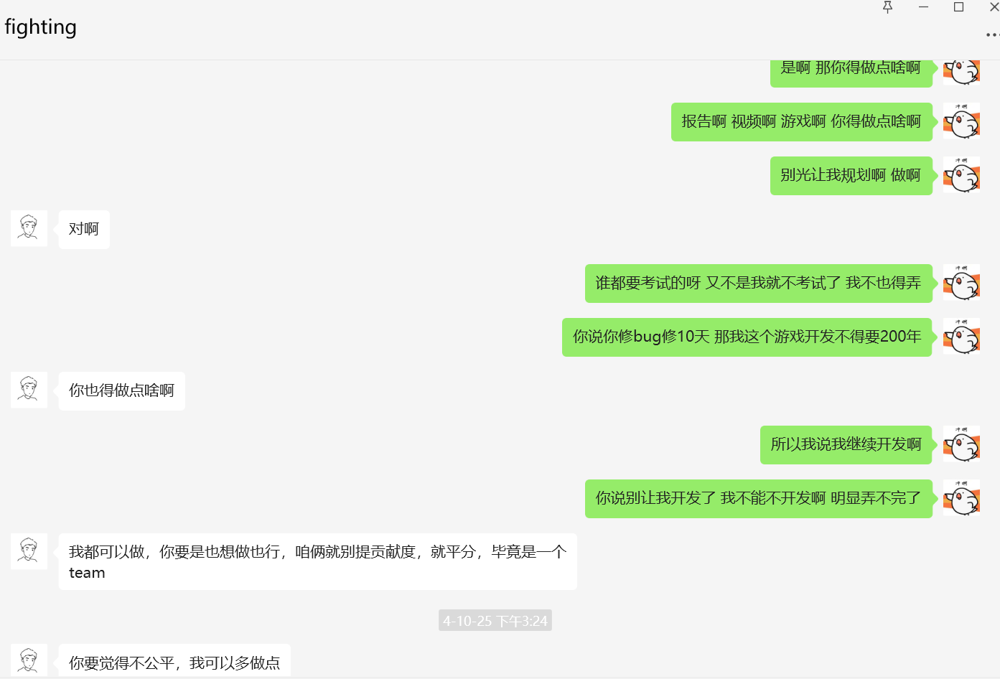 fighting
是啊 那你得做点啥啊
报告啊 视频啊 游戏啊 你得做点啥啊
别光让我规划啊 做啊
对啊
谁都要考试的呀 又不是我就不考试了 我不也得弄
你说你修bug修10天 那我这个游戏开发不得要200年
你也得做点啥啊
所以我说我继续开发啊
你说别让我开发了 我不能不开发啊 明显弄不完了
我都可以做，你要是也想做也行，咱俩就别提贡献度，就平分，毕竟是一个
team
4-10-25 下午3:24
你要觉得不公平，我可以多做点